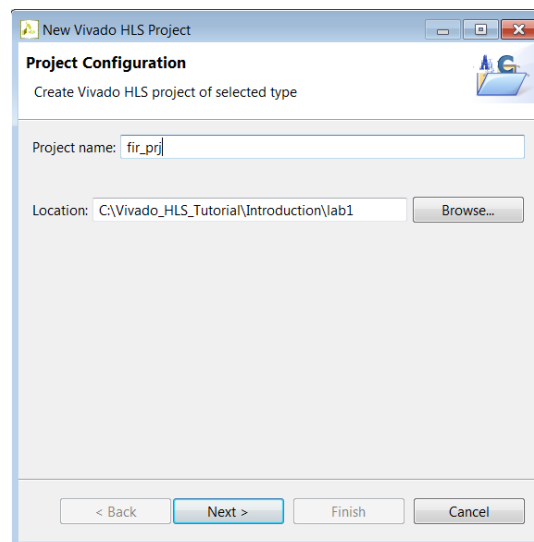 New Vivado HLS Project
Project Configuration
Create Vivado HLS project of selected type
Project name: fir_prj
Location: C:\Vivado_HLS_Tutorial\Introduction\lab1 Browse...
< Back Next > Finish Cancel